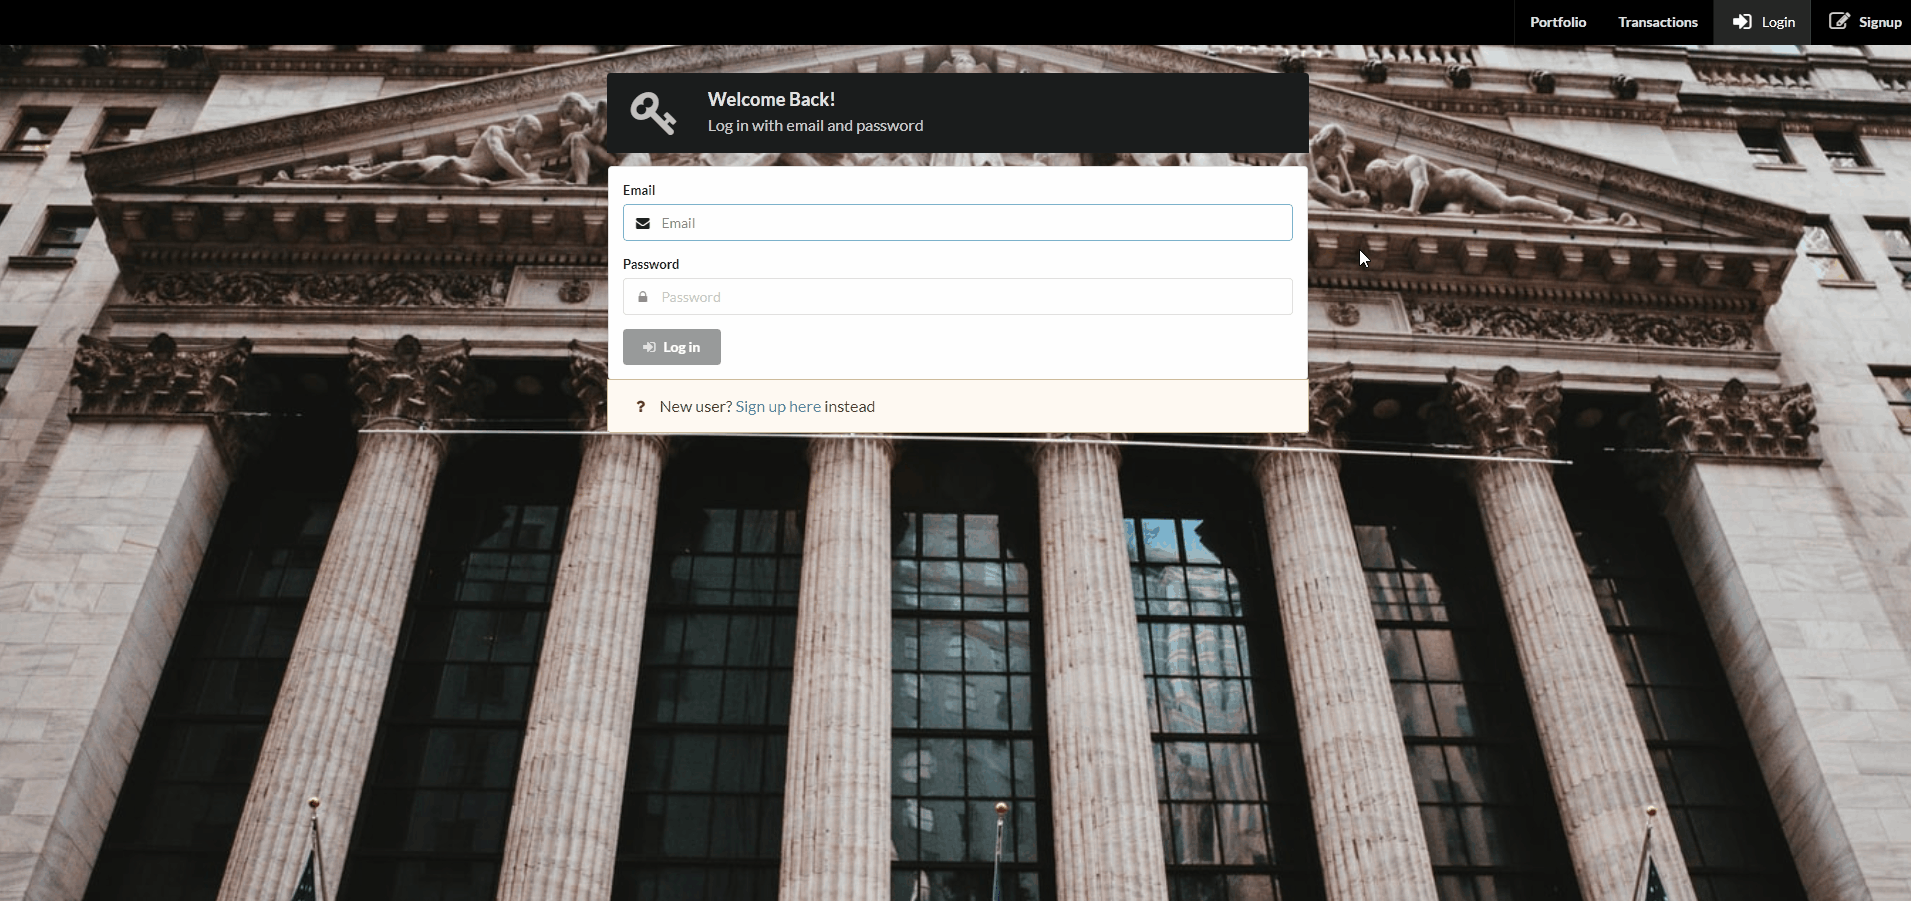 Portfolio Transactions Login Signup
Welcome Back!
Log in with email and password
Email
Email
Password
Password
Log in
? New user? Sign up here instead